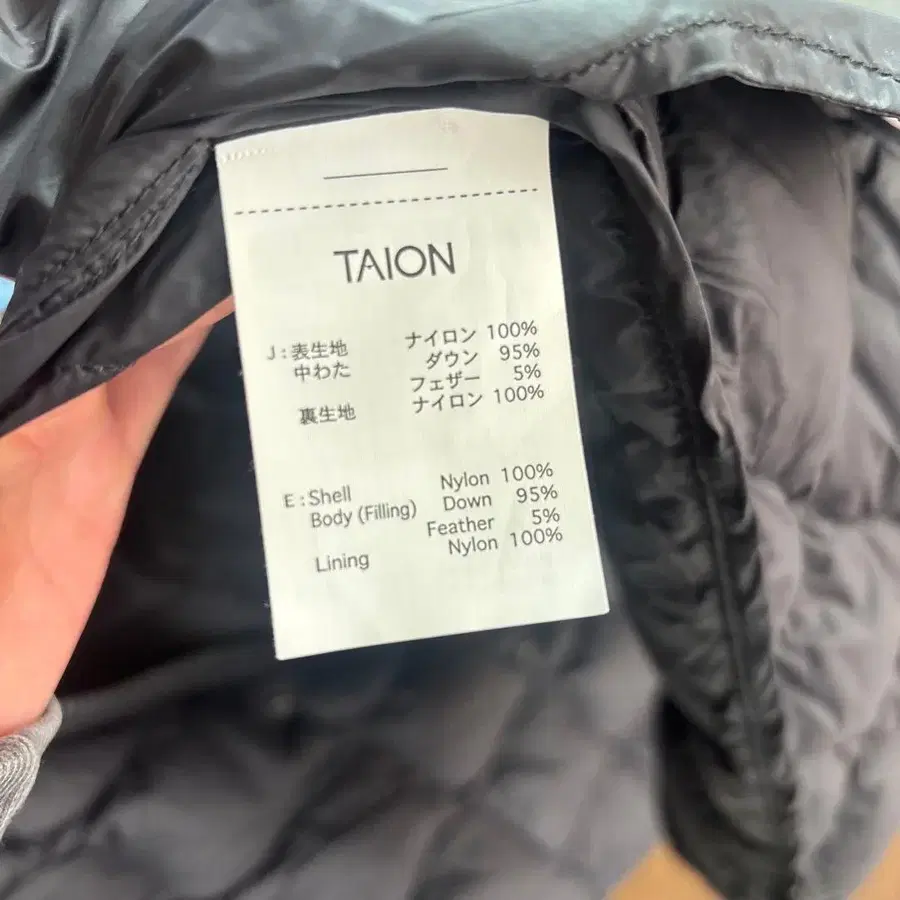 TAION
J : 表生地 ナイロン 100%
中わた ダウン 95%
フェザー 5%
裏生地 ナイロン 100%
E : Shell Nylon 100%
Body (Filling) Down 95%
Feather 5%
Lining Nylon 100%